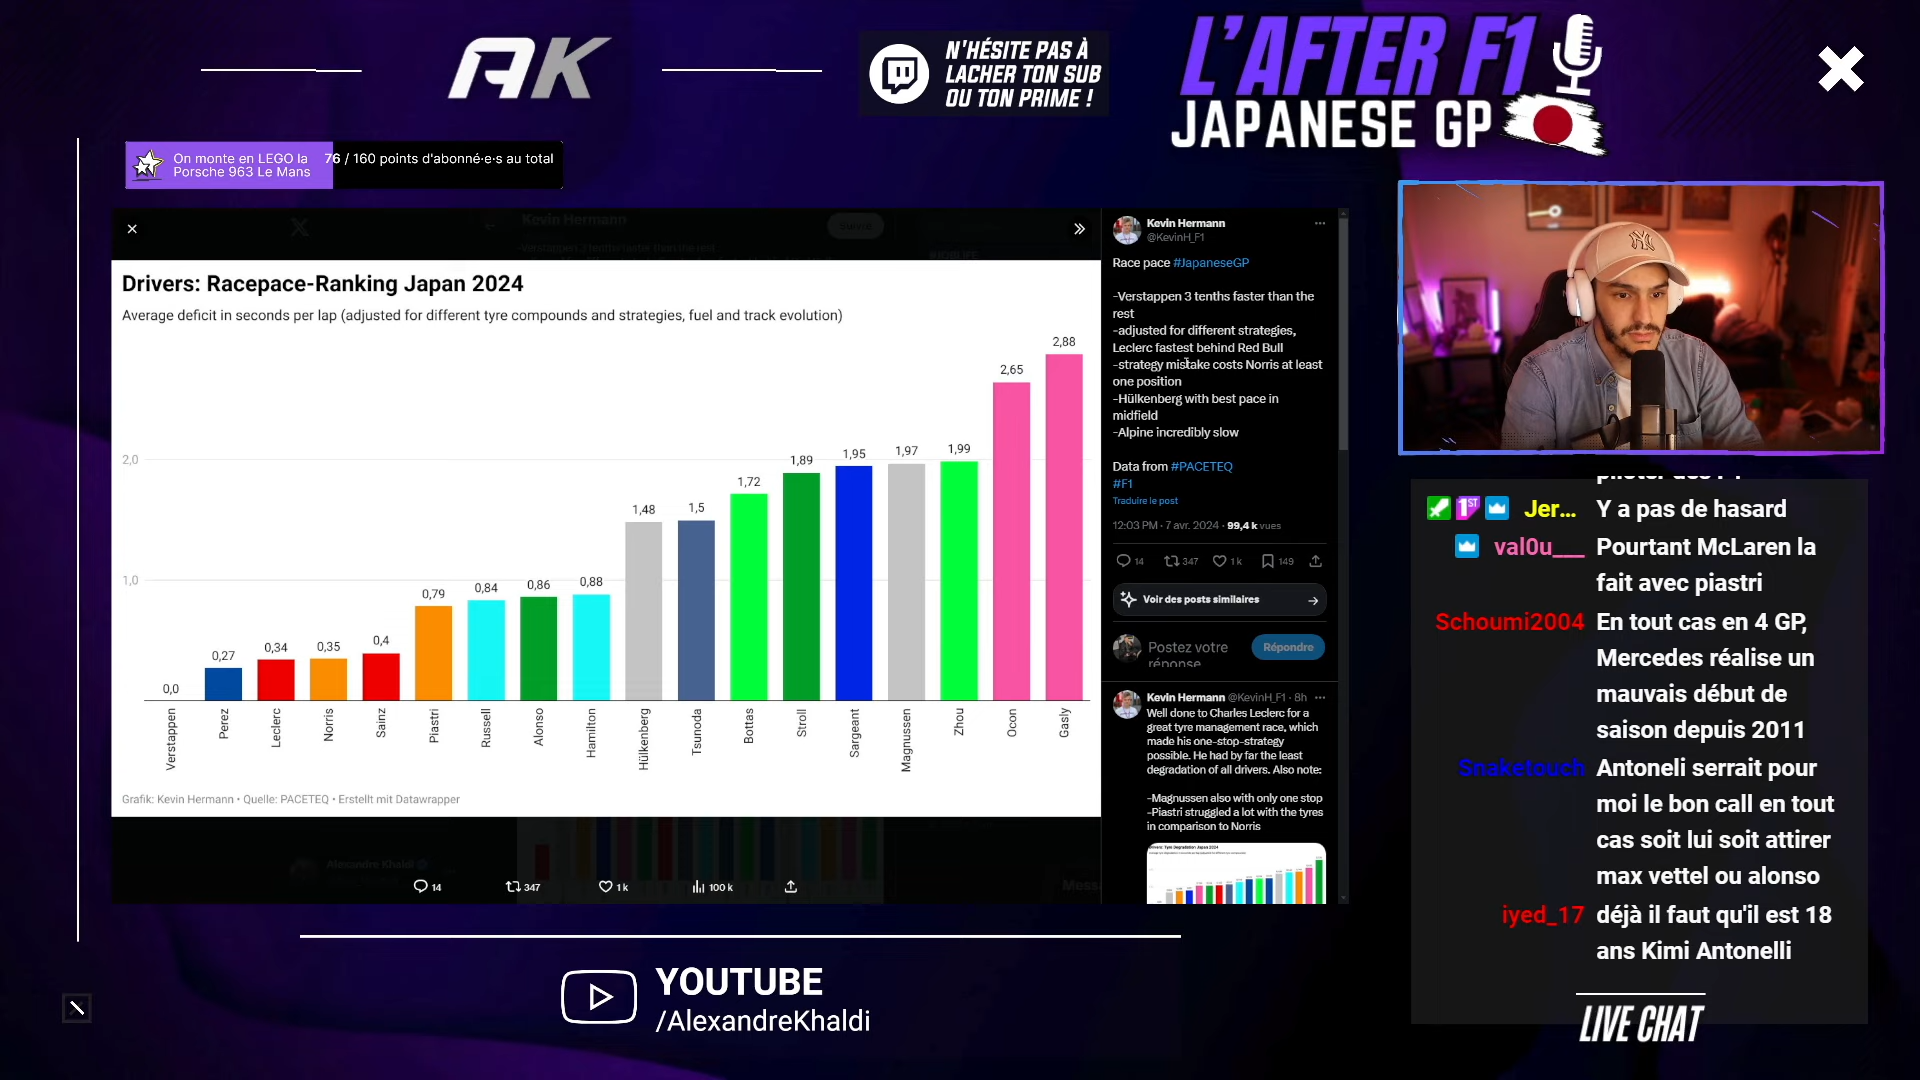 AK
N'HÉSITE PAS À
LACHER TON SUB
OU TON PRIME !
L'AFTER F1
JAPANESE GP
On monte en LEGO la
Porsche 963 Le Mans
76 / 160 points d'abonné·e·s au total
Kevin Hermann
Drivers: Racepace-Ranking Japan 2024
Average deficit in seconds per lap (adjusted for different tyre compounds and strategies, fuel and track evolution)
2,0
1,0
0,0
0,27
0,34
0,35
0,4
0,79
0,84
0,86
0,88
1,48
1,5
1,72
1,89
1,95
1,97
1,99
2,65
2,88
Verstappen
Perez
Leclerc
Norris
Sainz
Piastri
Russell
Alonso
Hamilton
Hülkenberg
Tsunoda
Bottas
Stroll
Sargeant
Magnussen
Zhou
Ocon
Gasly
Grafik: Kevin Hermann • Quelle: PACETEQ • Erstellt mit Datawrapper
Alexandre Khaldi
14
347
1 k
100 k
Kevin Hermann
@KevinH_F1
Race pace #JapaneseGP
-Verstappen 3 tenths faster than the
rest
-adjusted for different strategies,
Leclerc fastest behind Red Bull
-strategy mistake costs Norris at least
one position
-Hülkenberg with best pace in
midfield
-Alpine incredibly slow
Data from #PACETEQ
#F1
Traduire le post
12:03 PM · 7 avr. 2024 · 99,4 k vues
14
347
1 k
149
Voir des posts similaires
Postez votre
réponse
Répondre
Kevin Hermann @KevinH_F1 · 8h
Well done to Charles Leclerc for a
great tyre management race, which
made his one-stop-strategy
possible. He had by far the least
degradation of all drivers. Also note:
-Magnussen also with only one stop
-Piastri struggled a lot with the tyres
in comparison to Norris
Drivers: Tyre Degradation Japan 2024
Jer... Y a pas de hasard
val0u___ Pourtant McLaren la
fait avec piastri
Schoumi2004 En tout cas en 4 GP,
Mercedes réalise un
mauvais début de
saison depuis 2011
Snaketouch Antoneli serrait pour
moi le bon call en tout
cas soit lui soit attirer
max vettel ou alonso
iyed_17 déjà il faut qu'il est 18
ans Kimi Antonelli
LIVE CHAT
YOUTUBE
/AlexandreKhaldi